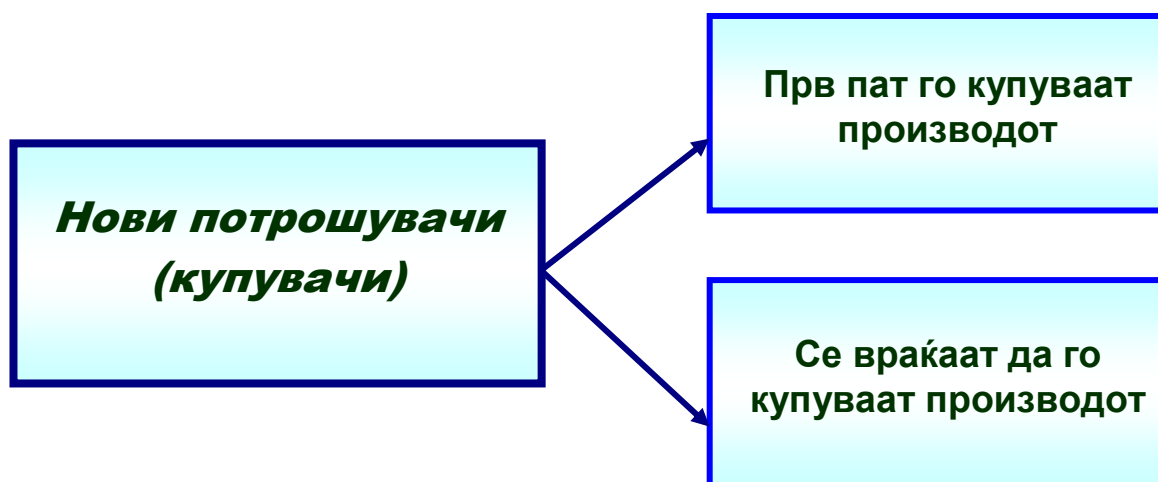 Нови потрошувачи
(купувачи)
Прв пат го купуваат
производот
Се враќаат да го
купуваат производот